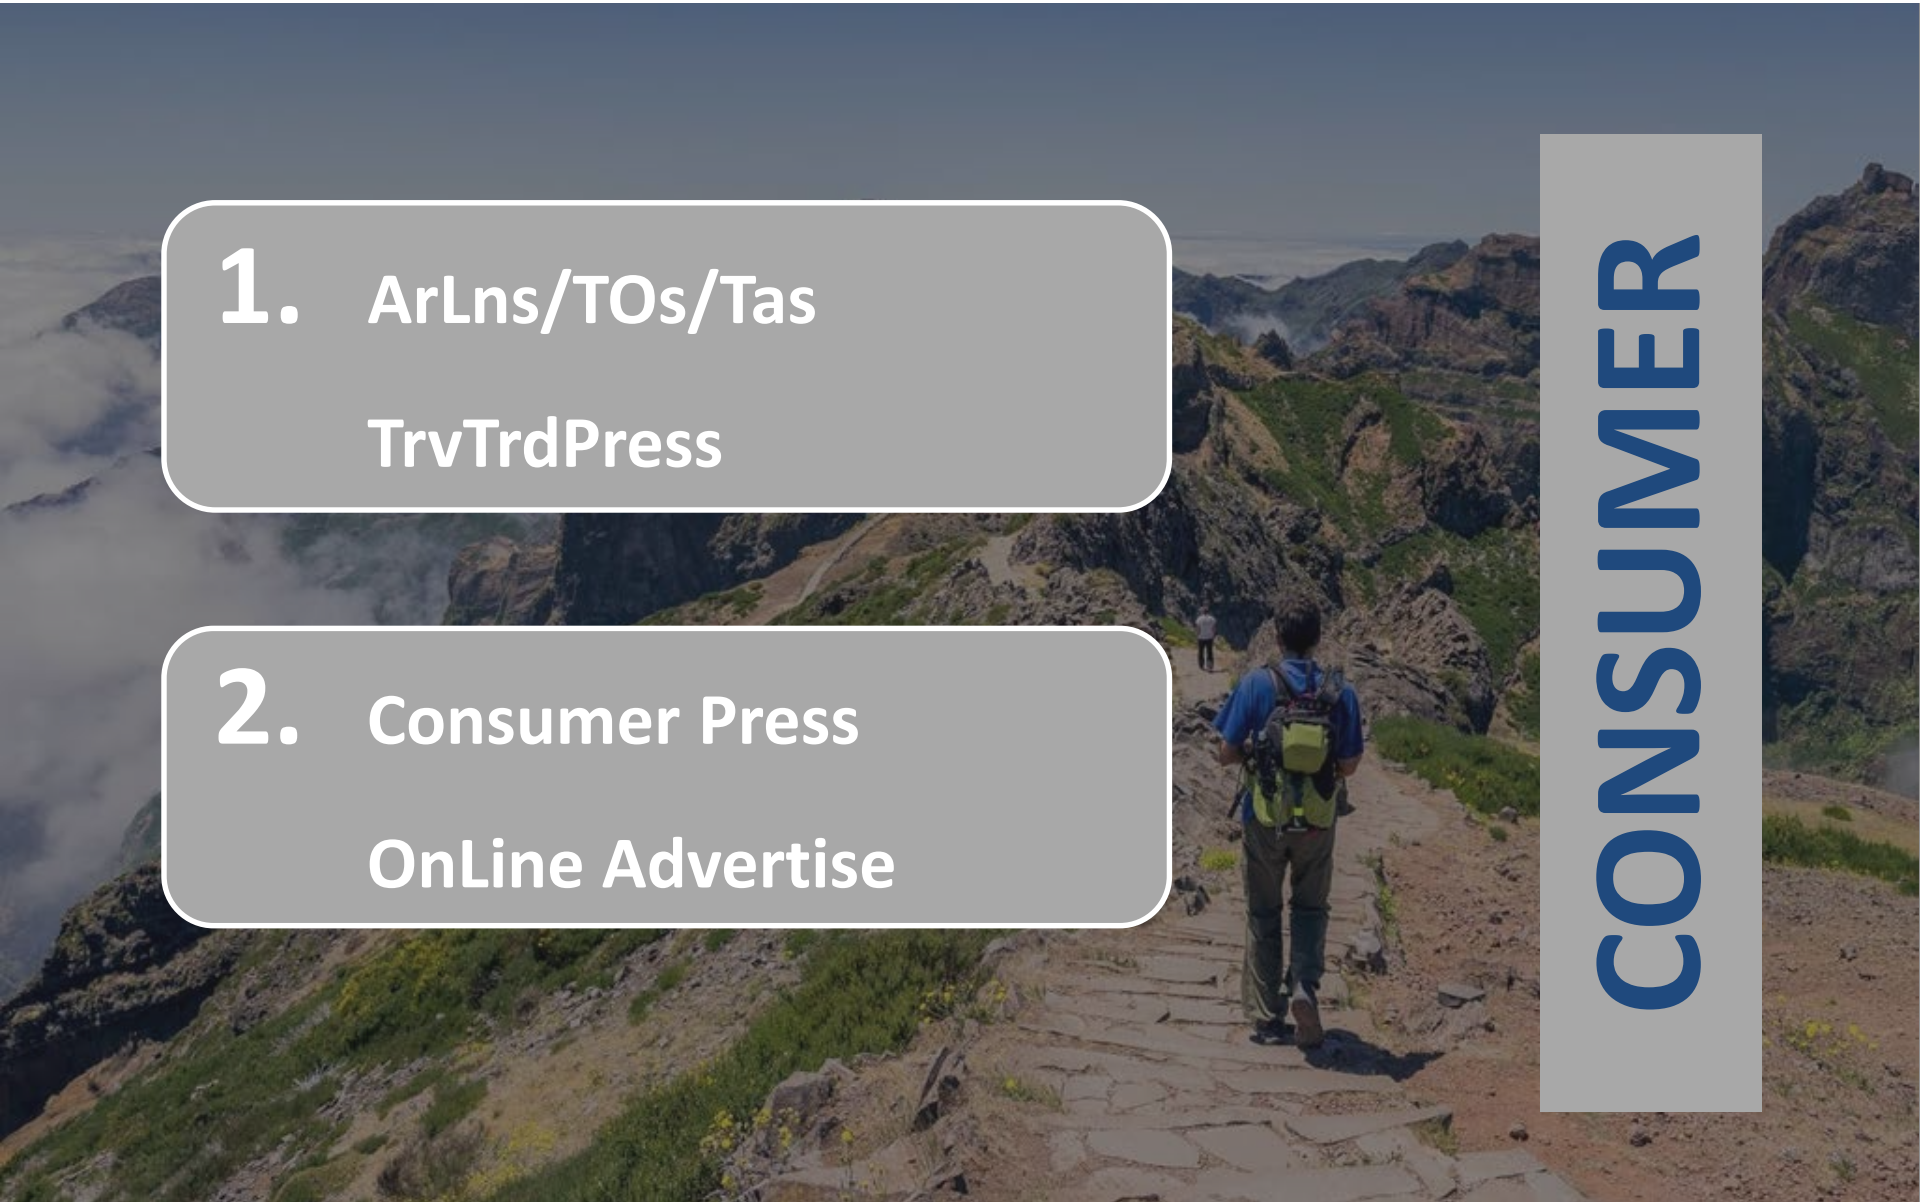 1. ArLns/TOs/Tas
TrvTrdPress
2. Consumer Press
OnLine Advertise
CONSUMER